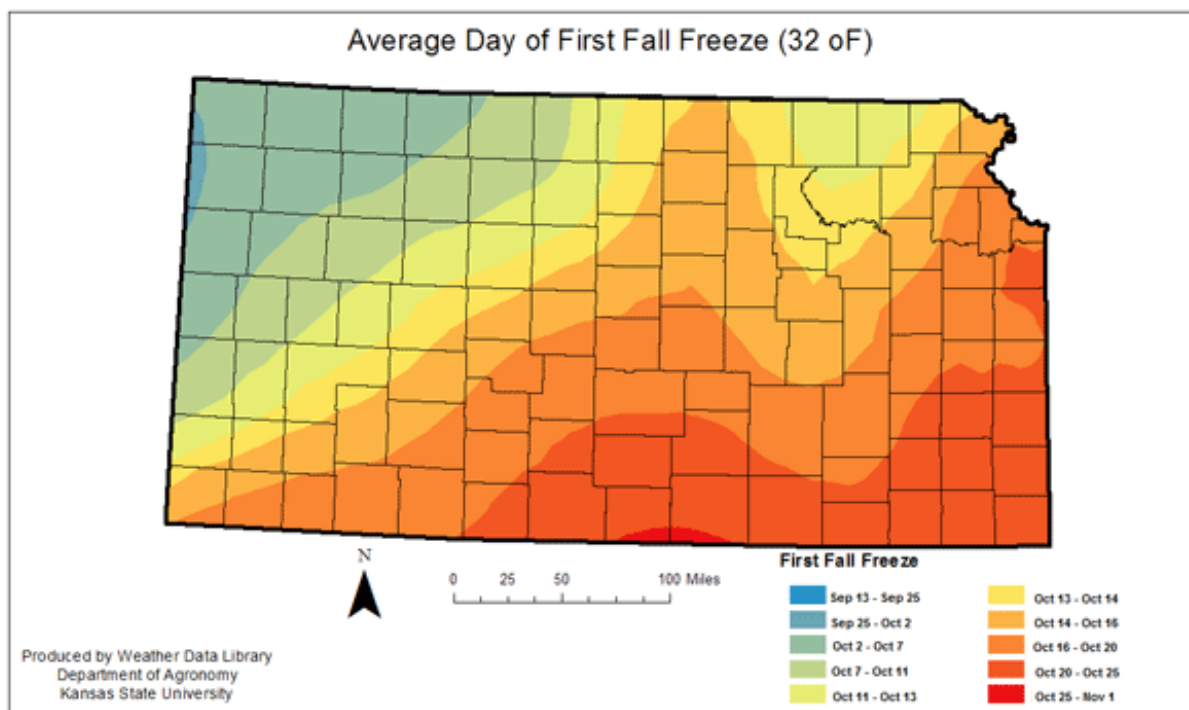 Average Day of First Fall Freeze (32 oF)
N
0 25 50 100 Miles
First Fall Freeze
Sep 13 - Sep 25
Sep 25 - Oct 2
Oct 2 - Oct 7
Oct 7 - Oct 11
Oct 11 - Oct 13
Oct 13 - Oct 14
Oct 14 - Oct 16
Oct 16 - Oct 20
Oct 20 - Oct 25
Oct 25 - Nov 1
Produced by Weather Data Library
Department of Agronomy
Kansas State University